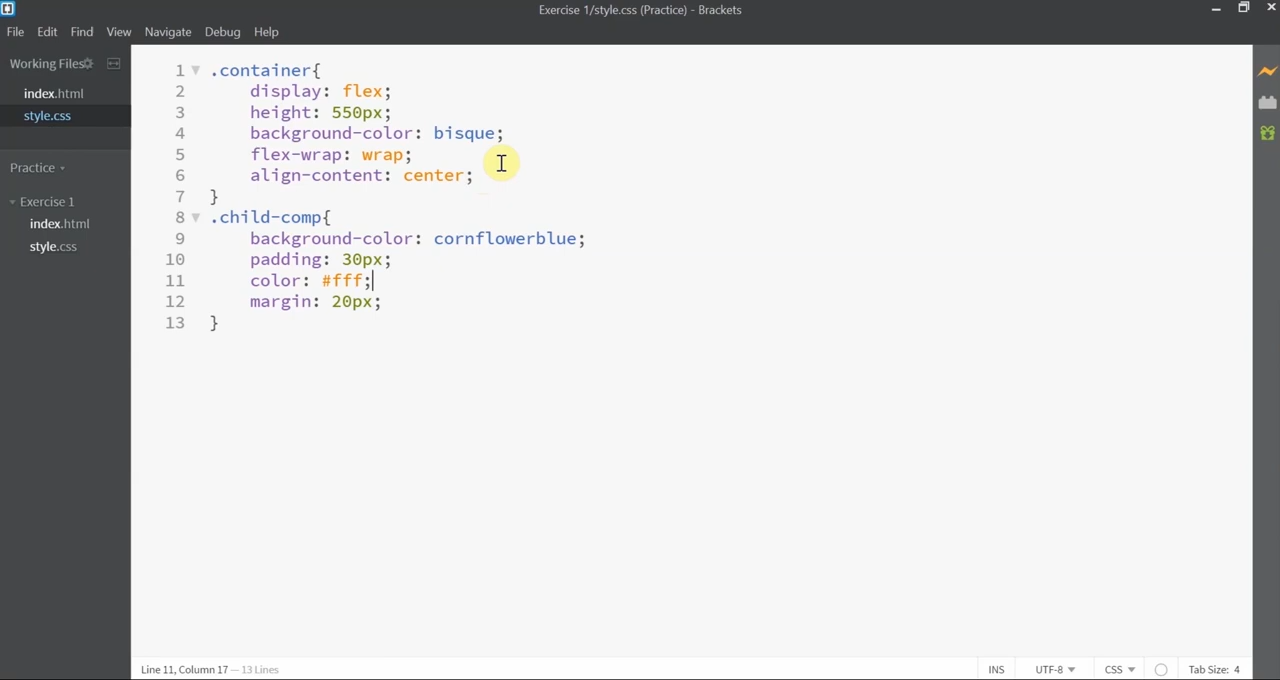 Exercise 1/style.css (Practice) - Brackets
File Edit Find View Navigate Debug Help
Working Files
index.html
style.css
Practice
Exercise 1
index.html
style.css
1 .container{
2 display: flex;
3 height: 550px;
4 background-color: bisque;
5 flex-wrap: wrap;
6 align-content: center;
7 }
8 .child-comp{
9 background-color: cornflowerblue;
10 padding: 30px;
11 color: #fff;
12 margin: 20px;
13 }
Line 11, Column 17 — 13 Lines
INS UTF-8 CSS Tab Size: 4